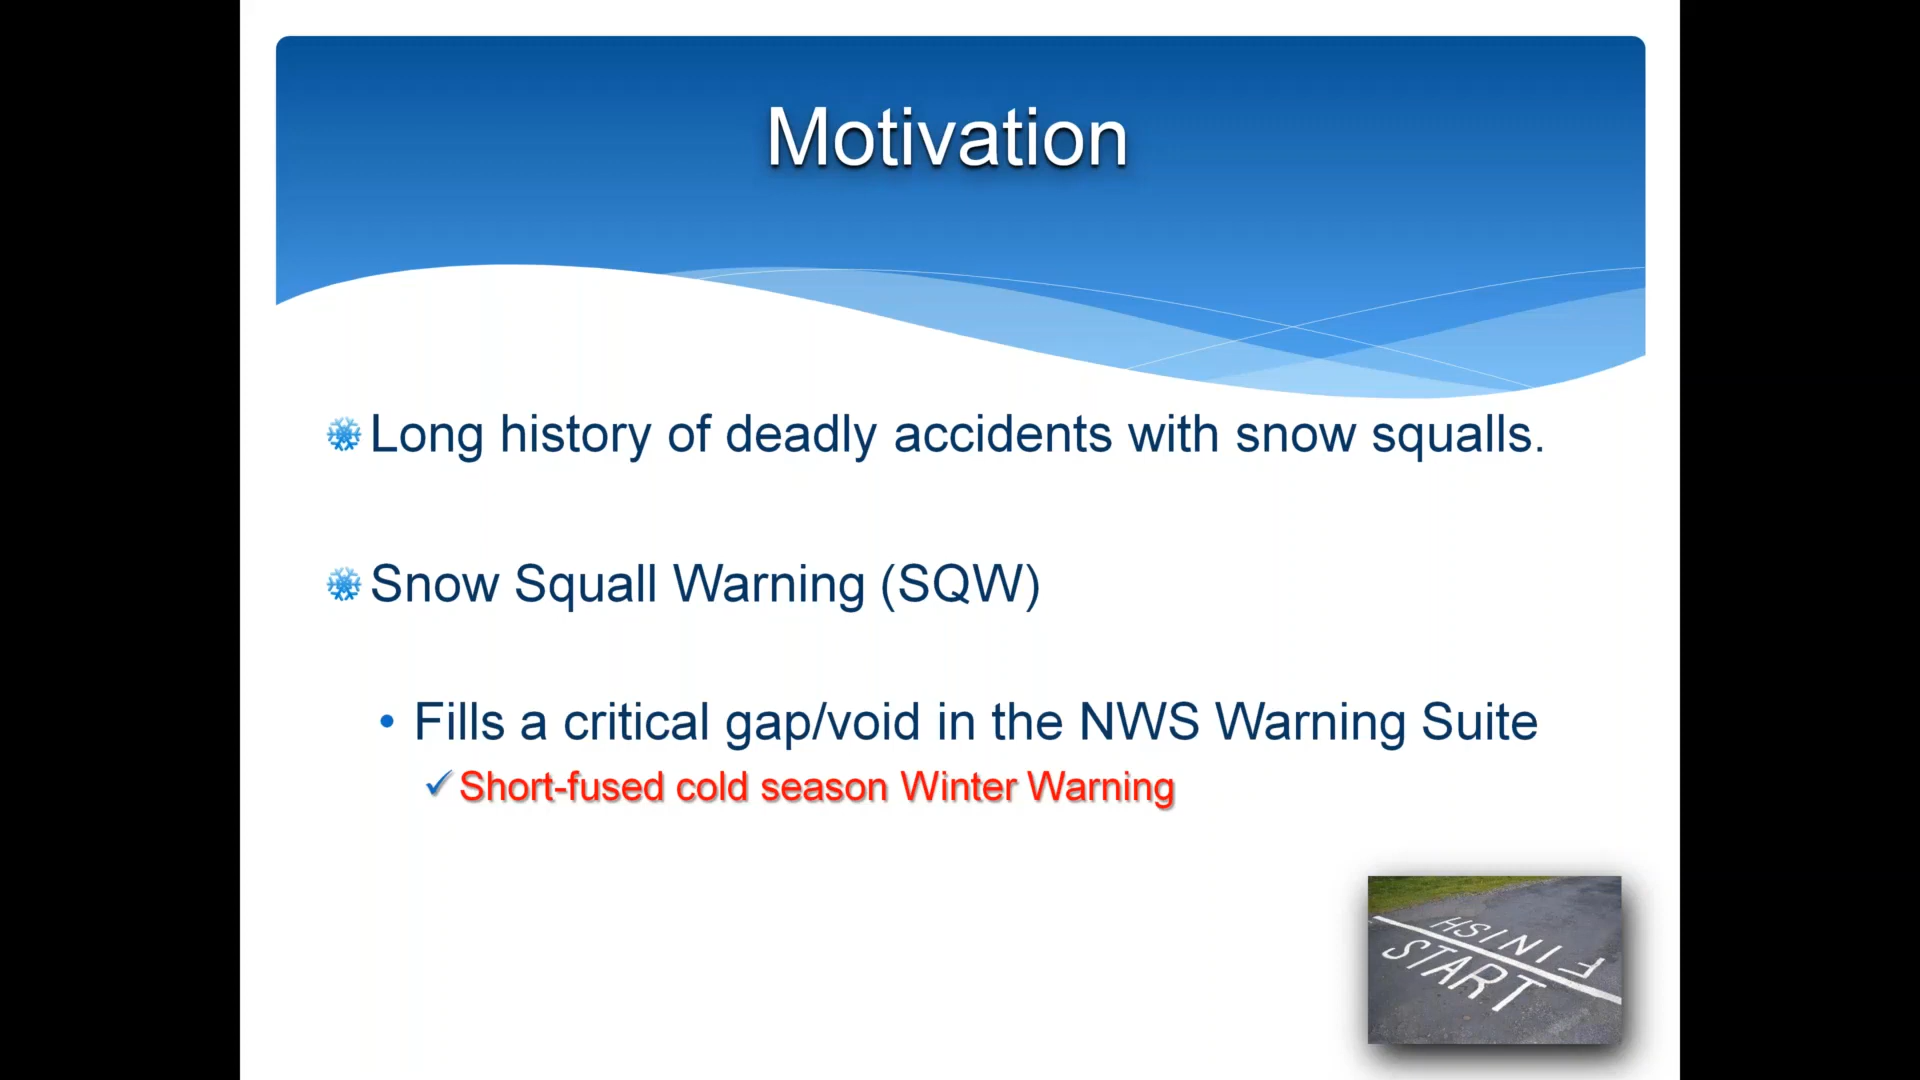 Motivation
Long history of deadly accidents with snow squalls.
Snow Squall Warning (SQW)
Fills a critical gap/void in the NWS Warning Suite
Short-fused cold season Winter Warning
FINISH
START